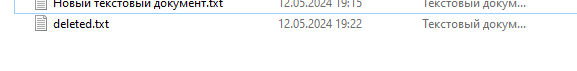 Новый текстовый документ.txt 12.05.2024 19:15 Текстовый докум...
deleted.txt 12.05.2024 19:22 Текстовый докум...